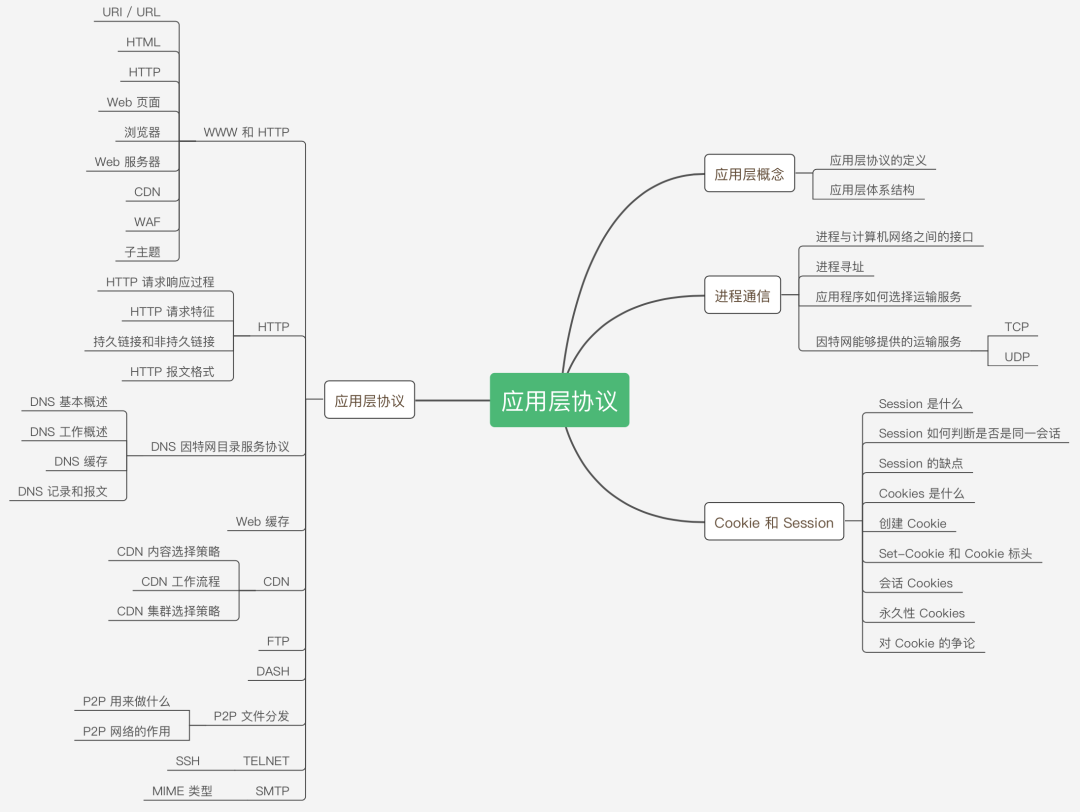 应用层协议
应用层概念
应用层协议的定义
应用层体系结构
进程通信
进程与计算机网络之间的接口
进程寻址
应用程序如何选择运输服务
因特网能够提供的运输服务
TCP
UDP
Cookie 和 Session
Session 是什么
Session 如何判断是否是同一会话
Session 的缺点
Cookies 是什么
创建 Cookie
Set-Cookie 和 Cookie 标头
会话 Cookies
永久性 Cookies
对 Cookie 的争论
应用层协议
WWW 和 HTTP
URI / URL
HTML
HTTP
Web 页面
浏览器
Web 服务器
CDN
WAF
子主题
HTTP
HTTP 请求响应过程
HTTP 请求特征
持久链接和非持久链接
HTTP 报文格式
DNS 因特网目录服务协议
DNS 基本概述
DNS 工作概述
DNS 缓存
DNS 记录和报文
Web 缓存
CDN
CDN 内容选择策略
CDN 工作流程
CDN 集群选择策略
FTP
DASH
P2P 文件分发
P2P 用来做什么
P2P 网络的作用
TELNET
SSH
SMTP
MIME 类型